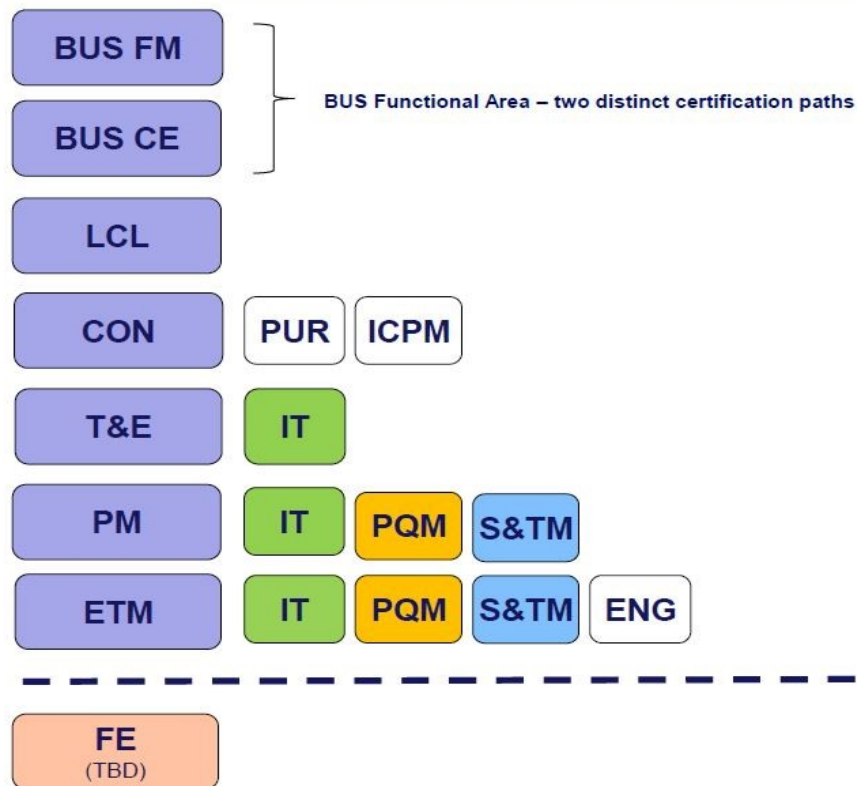 BUS FM
BUS Functional Area – two distinct certification paths
BUS CE
LCL
CON PUR ICPM
T&E IT
PM IT PQM S&TM
ETM IT PQM S&TM ENG
FE
(TBD)